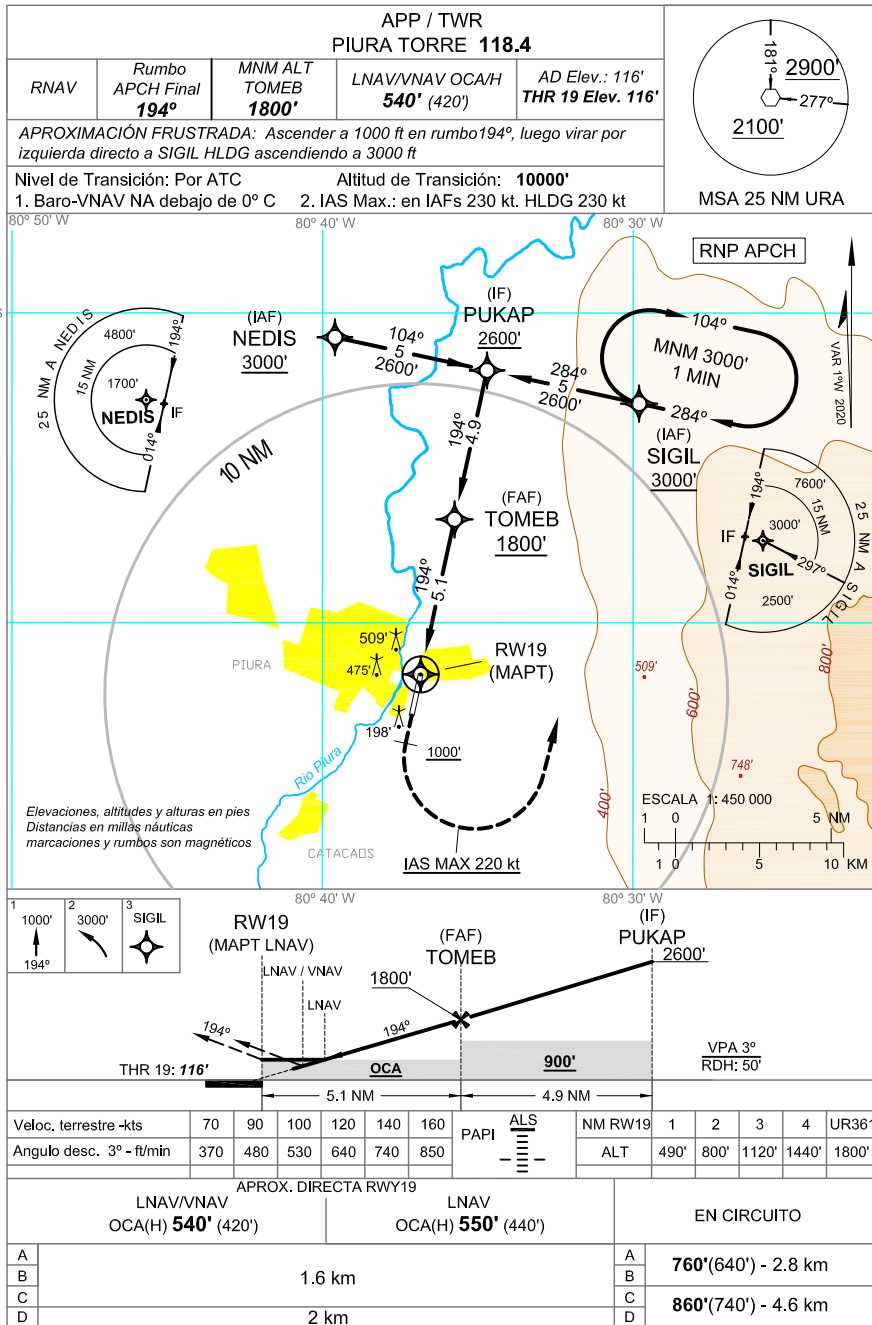 APP / TWR
PIURA TORRE 118.4
RNAV
Rumbo
APCH Final
194º
MNM ALT
TOMEB
1800'
LNAV/VNAV OCA/H
540' (420')
AD Elev.: 116'
THR 19 Elev. 116'
APROXIMACIÓN FRUSTRADA: Ascender a 1000 ft en rumbo194º, luego virar por
izquierda directo a SIGIL HLDG ascendiendo a 3000 ft
Nivel de Transición: Por ATC
Altitud de Transición: 10000'
1. Baro-VNAV NA debajo de 0º C
2. IAS Max.: en IAFs 230 kt. HLDG 230 kt
181º
2900'
277º
2100'
MSA 25 NM URA
80º 50' W
80º 40' W
80º 30' W
RNP APCH
VAR 1ºW 2020
25 NM A NEDIS
4800'
15 NM
1700'
194º
NEDIS
IF
014º
(IAF)
NEDIS
3000'
104º
5
2600'
(IF)
PUKAP
2600'
284º
5
2600'
104º
MNM 3000'
1 MIN
284º
(IAF)
SIGIL
3000'
10 NM
194º
4.9
(FAF)
TOMEB
1800'
194º
7600'
15 NM
25 NM A SIGIL
3000'
IF
SIGIL
297º
014º
2500'
194º
5.1
509'
475'
PIURA
RW19
(MAPT)
198'
1000'
Rio Piura
509'
600'
800'
748'
400'
ESCALA 1: 450 000
1 0 5 NM
1 0 5 10 KM
Elevaciones, altitudes y alturas en pies
Distancias en millas náuticas
marcaciones y rumbos son magnéticos
CATACAOS
IAS MAX 220 kt
80º 40' W
80º 30' W
1
1000'
194º
2
3000'
3
SIGIL
RW19
(MAPT LNAV)
LNAV / VNAV
LNAV
(FAF)
TOMEB
1800'
(IF)
PUKAP
2600'
194º
194º
THR 19: 116'
OCA
900'
VPA 3º
RDH: 50'
5.1 NM
4.9 NM
Veloc. terrestre -kts 70 90 100 120 140 160
Angulo desc. 3º - ft/min 370 480 530 640 740 850
PAPI
ALS
NM RW19 1 2 3 4 UR361
ALT 490' 800' 1120' 1440' 1800'
APROX. DIRECTA RWY19
LNAV/VNAV
OCA(H) 540' (420')
LNAV
OCA(H) 550' (440')
EN CIRCUITO
A
B
C
D
1.6 km
2 km
A
B
760'(640') - 2.8 km
C
D
860'(740') - 4.6 km